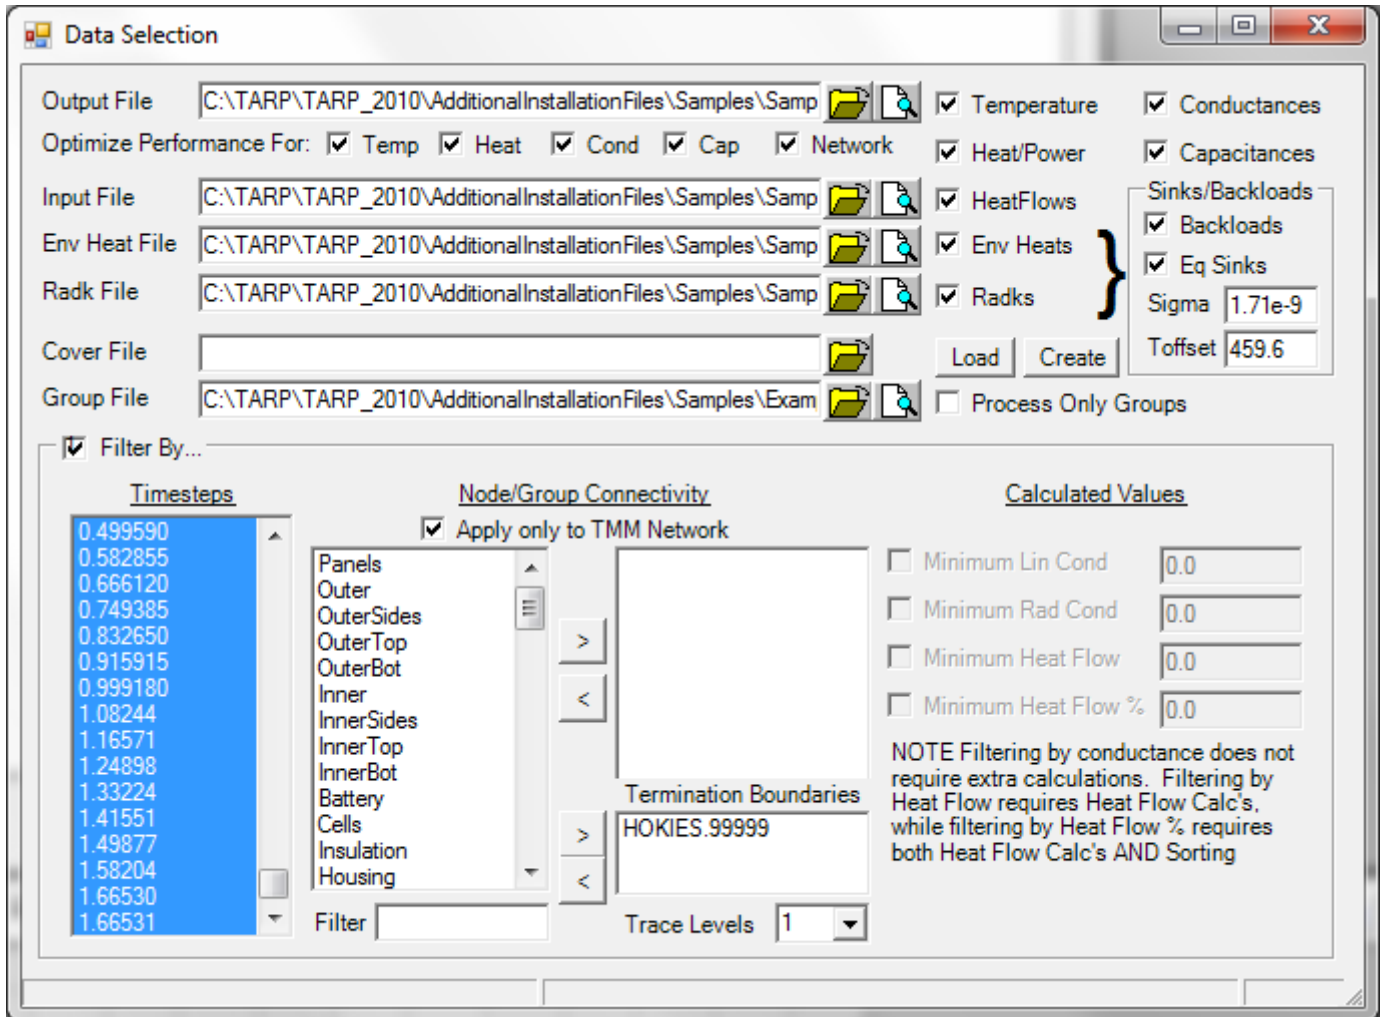 Data Selection
Output File C:\TARP\TARP_2010\AdditionalInstallationFiles\Samples\Samp Temperature Conductances
Optimize Performance For: Temp Heat Cond Cap Network Heat/Power Capacitances
Input File C:\TARP\TARP_2010\AdditionalInstallationFiles\Samples\Samp HeatFlows Sinks/Backloads
Backloads
Env Heat File C:\TARP\TARP_2010\AdditionalInstallationFiles\Samples\Samp Env Heats } Eq Sinks
Radk File C:\TARP\TARP_2010\AdditionalInstallationFiles\Samples\Samp Radks Sigma 1.71e-9
Cover File Load Create Toffset 459.6
Group File C:\TARP\TARP_2010\AdditionalInstallationFiles\Samples\Exam Process Only Groups
Filter By...
Timesteps
0.499590
0.582855
0.666120
0.749385
0.832650
0.915915
0.999180
1.08244
1.16571
1.24898
1.33224
1.41551
1.49877
1.58204
1.66530
1.66531
Node/Group Connectivity
Apply only to TMM Network
Panels
Outer
OuterSides
OuterTop
OuterBot
Inner
InnerSides
InnerTop
InnerBot
Battery
Cells
Insulation
Housing
Filter
>
<
Termination Boundaries
>
<
HOKIES.99999
Trace Levels 1
Calculated Values
Minimum Lin Cond 0.0
Minimum Rad Cond 0.0
Minimum Heat Flow 0.0
Minimum Heat Flow % 0.0
NOTE Filtering by conductance does not
require extra calculations. Filtering by
Heat Flow requires Heat Flow Calc's,
while filtering by Heat Flow % requires
both Heat Flow Calc's AND Sorting